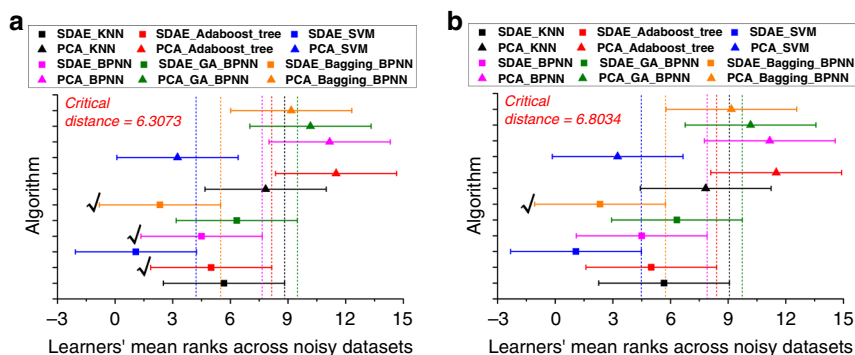 a
SDAE_KNN SDAE_Adaboost_tree SDAE_SVM
PCA_KNN PCA_Adaboost_tree PCA_SVM
SDAE_BPNN SDAE_GA_BPNN SDAE_Bagging_BPNN
PCA_BPNN PCA_GA_BPNN PCA_Bagging_BPNN
Critical
distance = 6.3073
Algorithm
−3 0 3 6 9 12 15
Learners' mean ranks across noisy datasets
b
SDAE_KNN SDAE_Adaboost_tree SDAE_SVM
PCA_KNN PCA_Adaboost_tree PCA_SVM
SDAE_BPNN SDAE_GA_BPNN SDAE_Bagging_BPNN
PCA_BPNN PCA_GA_BPNN PCA_Bagging_BPNN
Critical
distance = 6.8034
Algorithm
−3 0 3 6 9 12 15
Learners' mean ranks across noisy datasets